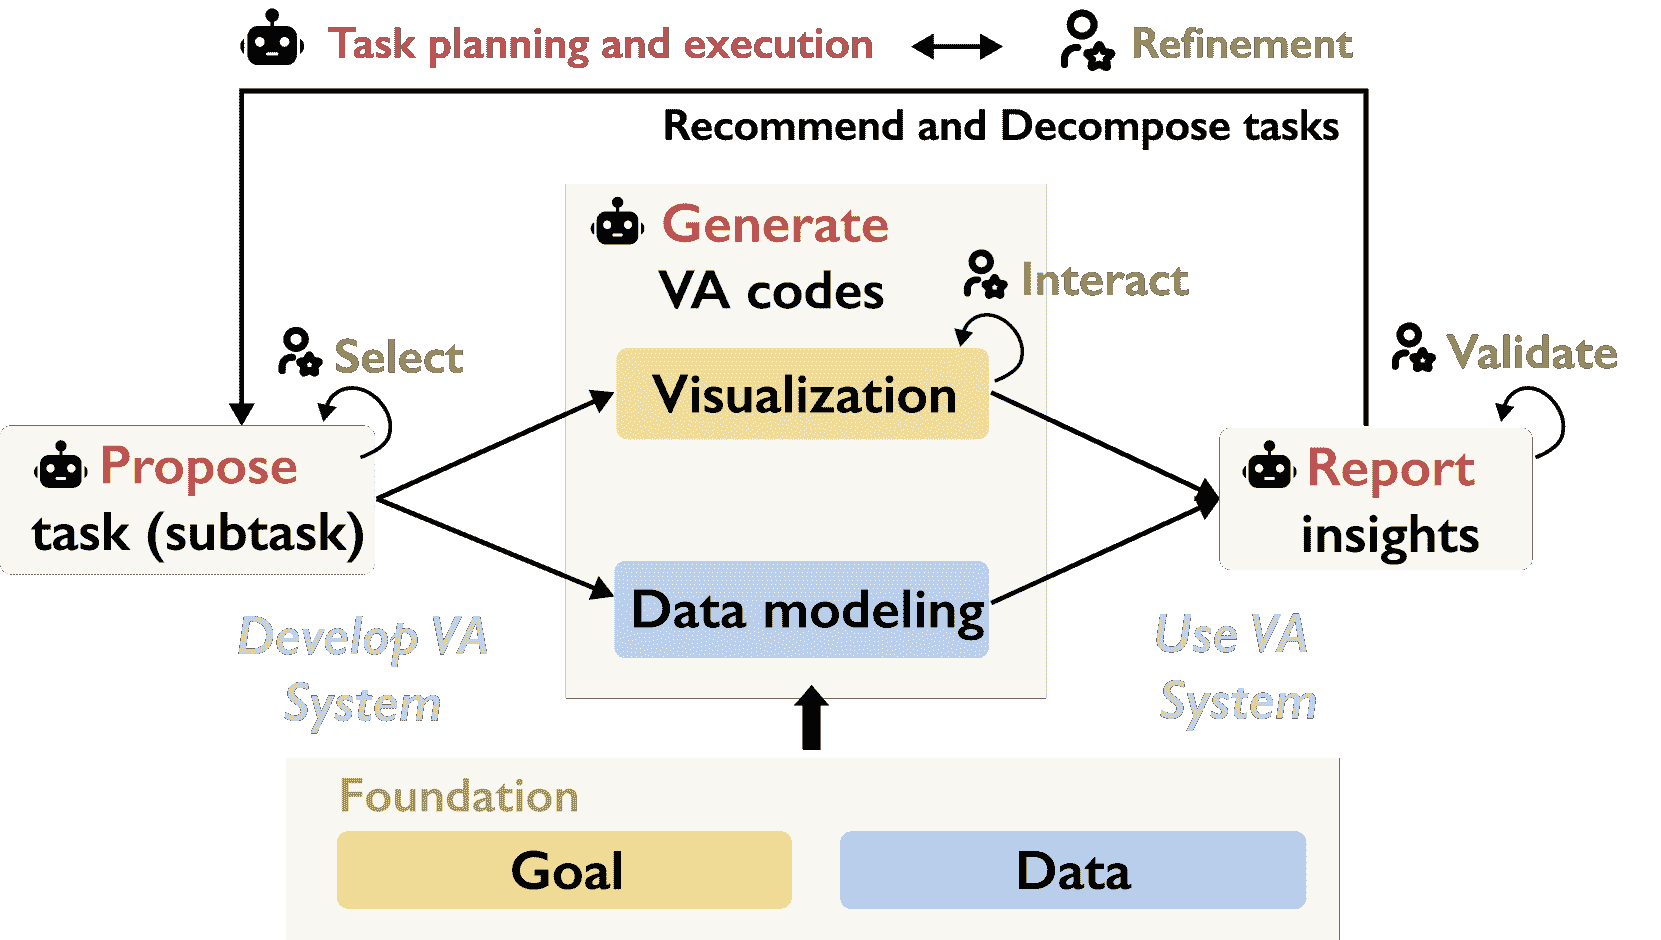 Task planning and execution
Refinement
Recommend and Decompose tasks
Generate
VA codes
Interact
Select
Validate
Visualization
Propose
task (subtask)
Report
insights
Data modeling
Develop VA
System
Use VA
System
Foundation
Goal
Data